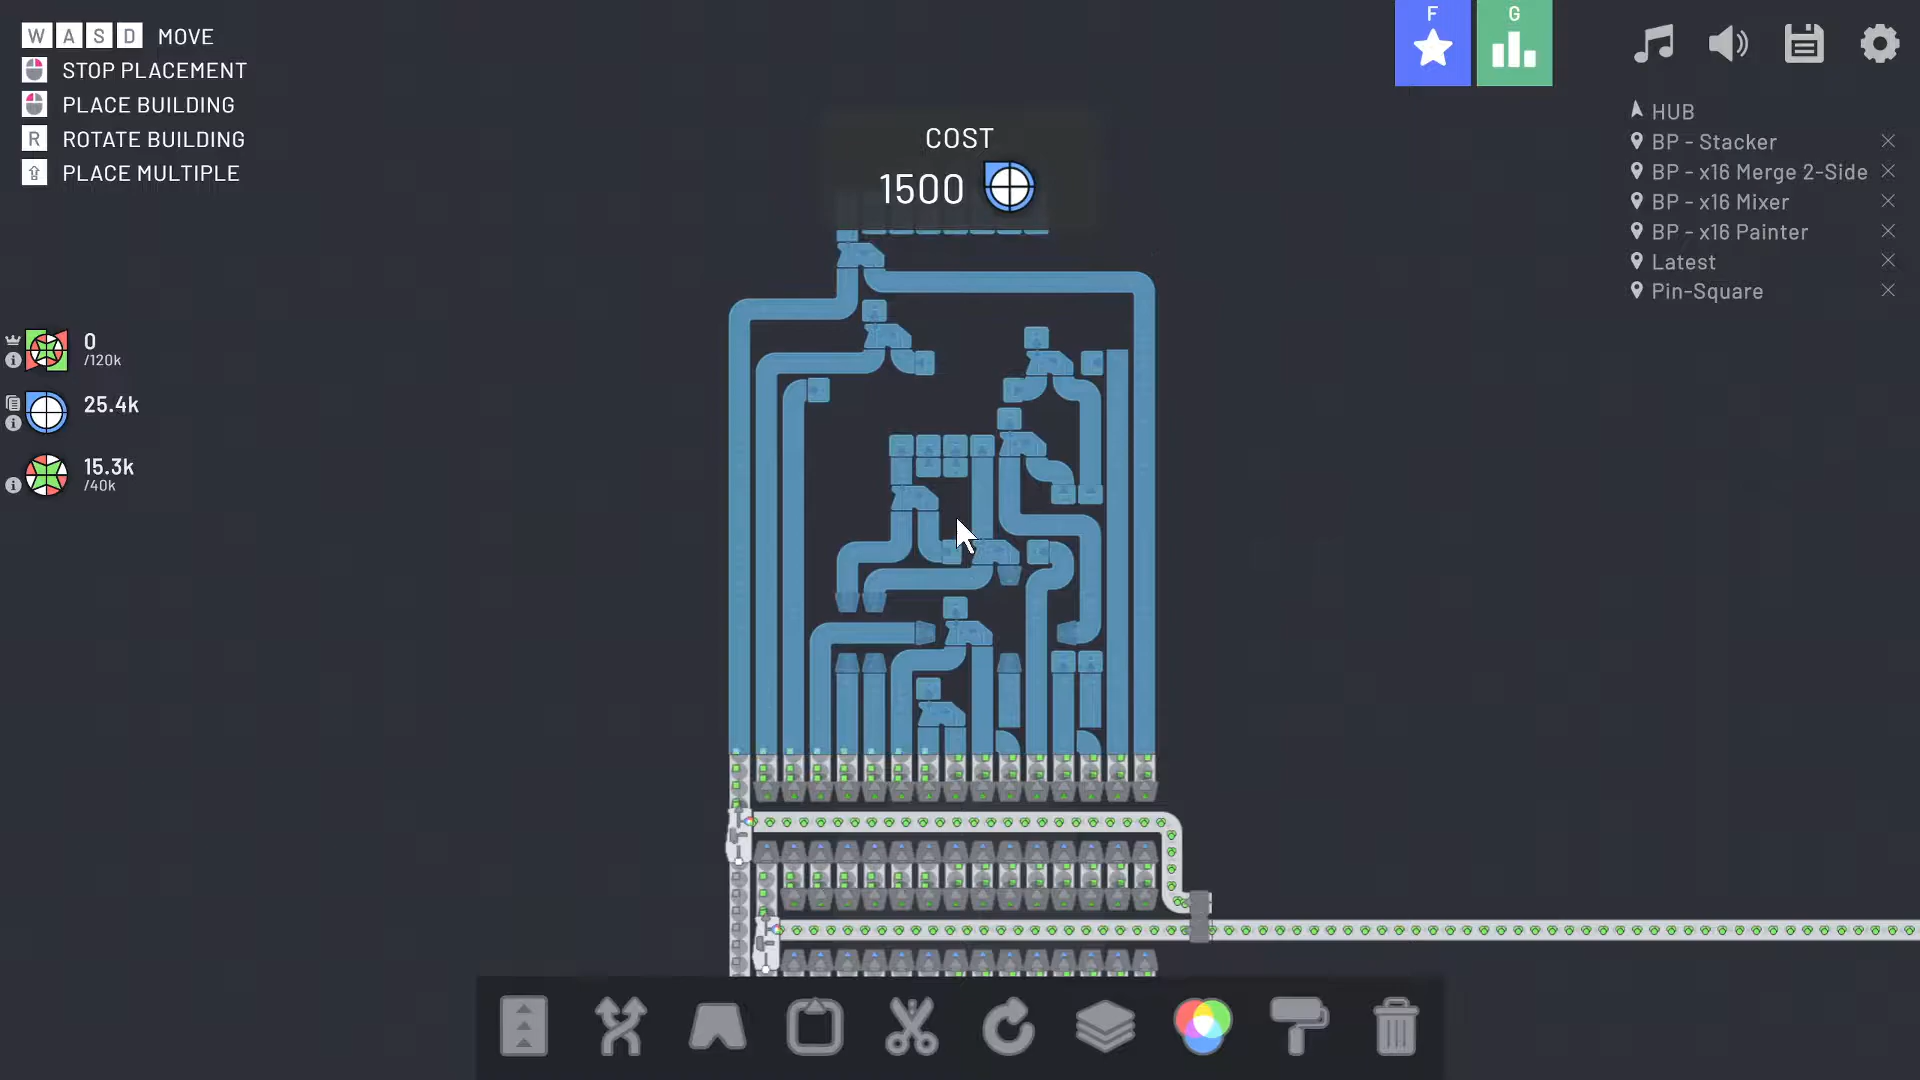 W A S D MOVE
STOP PLACEMENT
PLACE BUILDING
R ROTATE BUILDING
PLACE MULTIPLE
F
G
COST
1500
HUB
BP - Stacker
BP - x16 Merge 2-Side
BP - x16 Mixer
BP - x16 Painter
Latest
Pin-Square
0
/120k
25.4k
15.3k
/40k